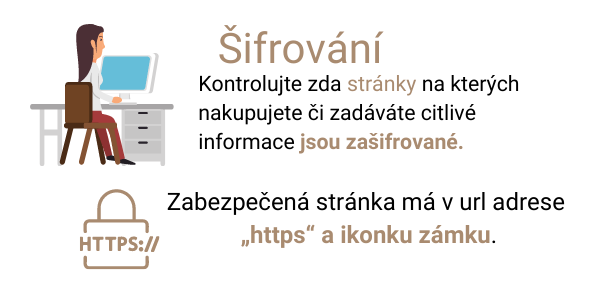 Šifrování
Kontrolujte zda stránky na kterých
nakupujete či zadáváte citlivé
informace jsou zašifrované.
Zabezpečená stránka má v url adrese
„https“ a ikonku zámku.
HTTPS://